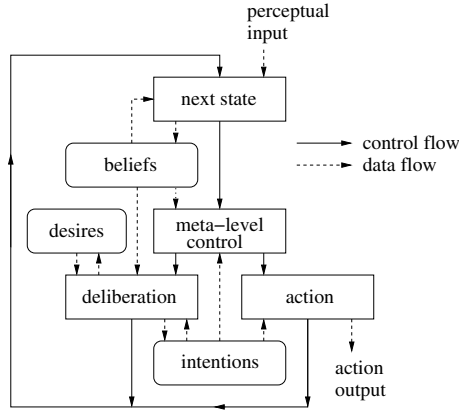 perceptual
input
next state
control flow
data flow
beliefs
desires
meta-level
control
deliberation
action
intentions
action
output